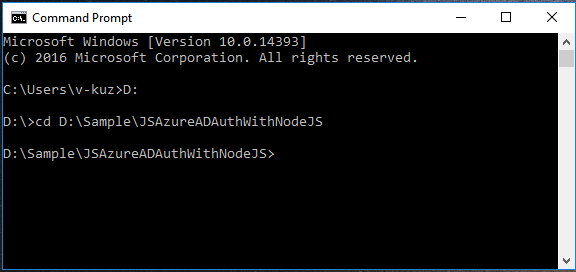 Command Prompt
Microsoft Windows [Version 10.0.14393]
(c) 2016 Microsoft Corporation. All rights reserved.
C:\Users\v-kuz>D:
D:\>cd D:\Sample\JSAzureADAuthWithNodeJS
D:\Sample\JSAzureADAuthWithNodeJS>